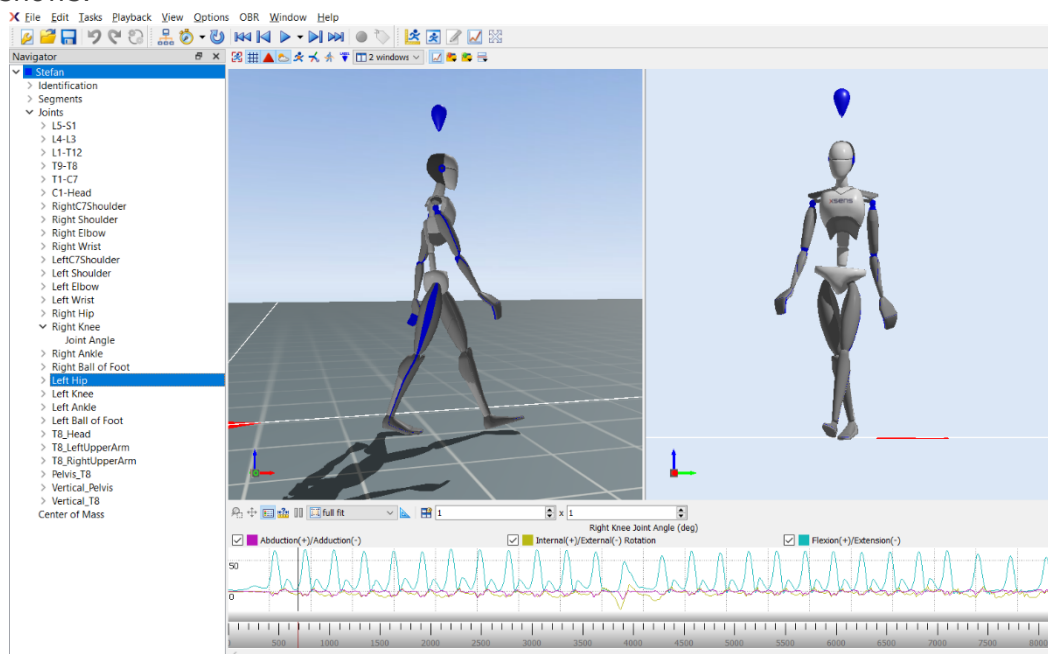 shows.
File Edit Tasks Playback View Options OBR Window Help
Navigator
2 windows
Stefan
Identification
Segments
Joints
L5-S1
L4-L3
L1-T12
T9-T8
T1-C7
C1-Head
RightC7Shoulder
Right Shoulder
Right Elbow
Right Wrist
LeftC7Shoulder
Left Shoulder
Left Elbow
Left Wrist
Right Hip
Right Knee
Joint Angle
Right Ankle
Right Ball of Foot
Left Hip
Left Knee
Left Ankle
Left Ball of Foot
T8_Head
T8_LeftUpperArm
T8_RightUpperArm
Pelvis_T8
Vertical_Pelvis
Vertical_T8
Center of Mass
xsens
full fit 1 x 1
Right Knee Joint Angle (deg)
Abduction(+)/Adduction(-) Internal(+)/External(-) Rotation Flexion(+)/Extension(-)
50
0
500 1000 1500 2000 2500 3000 3500 4000 4500 5000 5500 6000 6500 7000 7500 8000